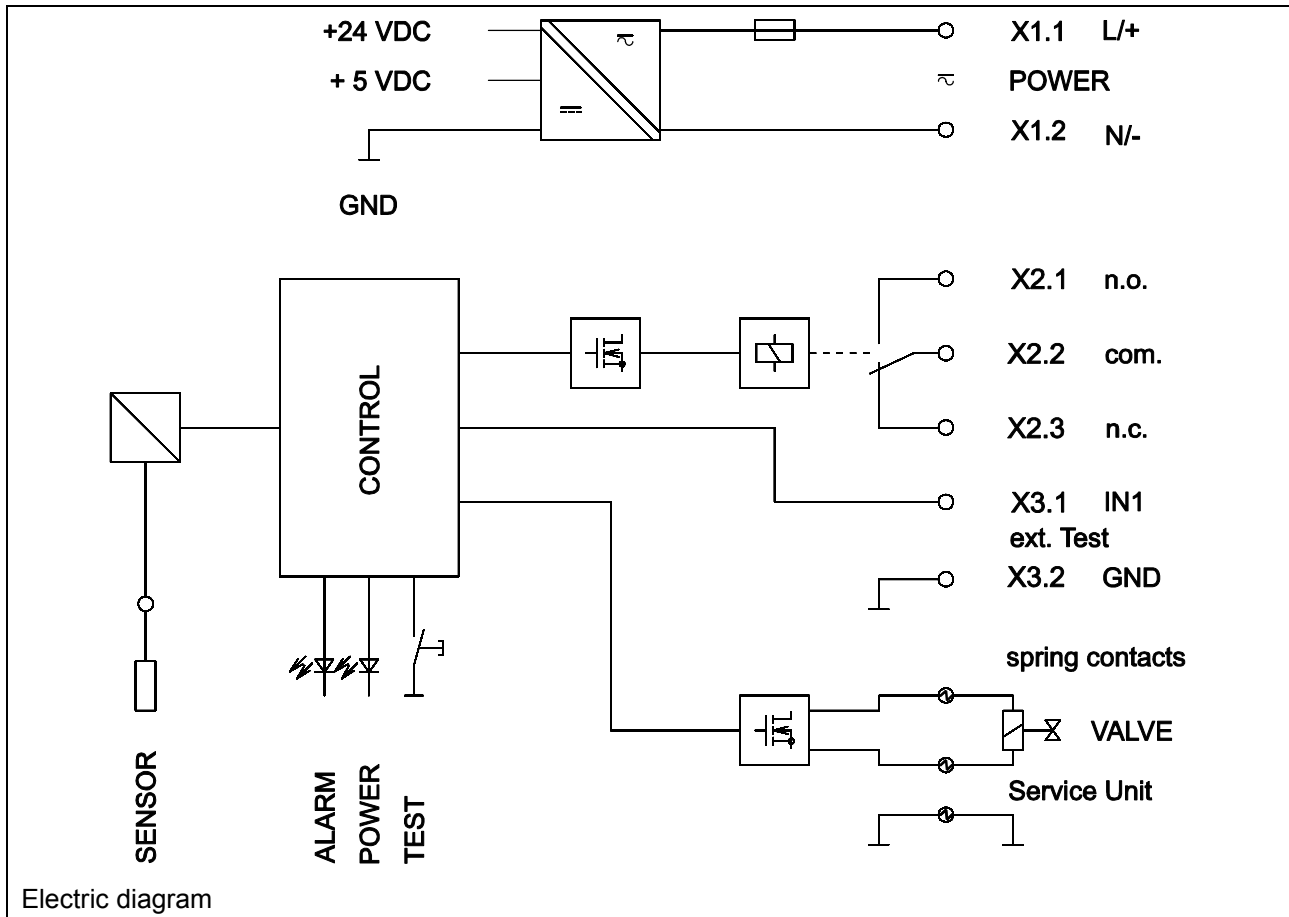 +24 VDC
X1.1 L/+
+ 5 VDC
POWER
X1.2 N/-
GND
X2.1 n.o.
X2.2 com.
CONTROL
X2.3 n.c.
X3.1 IN1
ext. Test
X3.2 GND
spring contacts
VALVE
Service Unit
SENSOR
ALARM
POWER
TEST
Electric diagram